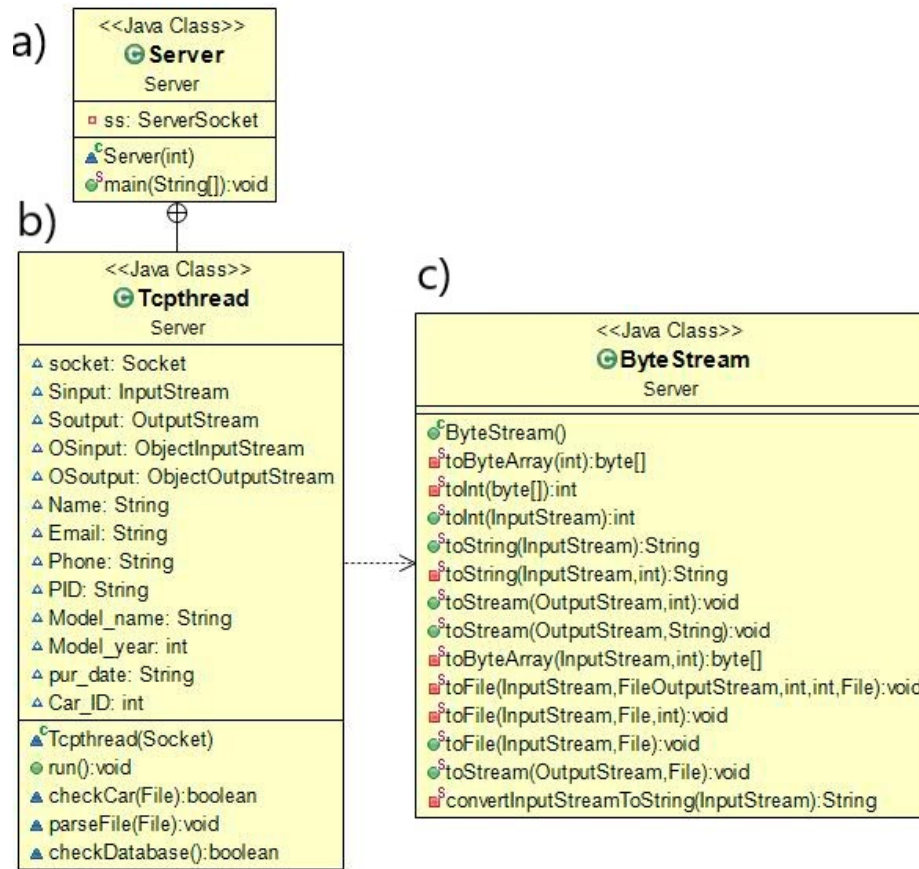 a)
<<Java Class>>
Server
Server
ss: ServerSocket
Server(int)
main(String[]):void
b)
<<Java Class>>
Tcpthread
Server
socket: Socket
Sinput: InputStream
Soutput: OutputStream
OSinput: ObjectInputStream
OSoutput: ObjectOutputStream
Name: String
Email: String
Phone: String
PID: String
Model_name: String
Model_year: int
pur_date: String
Car_ID: int
Tcpthread(Socket)
run():void
checkCar(File):boolean
parseFile(File):void
checkDatabase():boolean
c)
<<Java Class>>
ByteStream
Server
ByteStream()
toByteArray(int):byte[]
toInt(byte[]):int
toInt(InputStream):int
toString(InputStream):String
toString(InputStream,int):String
toStream(OutputStream,int):void
toStream(OutputStream,String):void
toByteArray(InputStream,int):byte[]
toFile(InputStream,FileOutputStream,int,int,File):void
toFile(InputStream,File,int):void
toFile(InputStream,File):void
toStream(OutputStream,File):void
convertInputStreamToString(InputStream):String